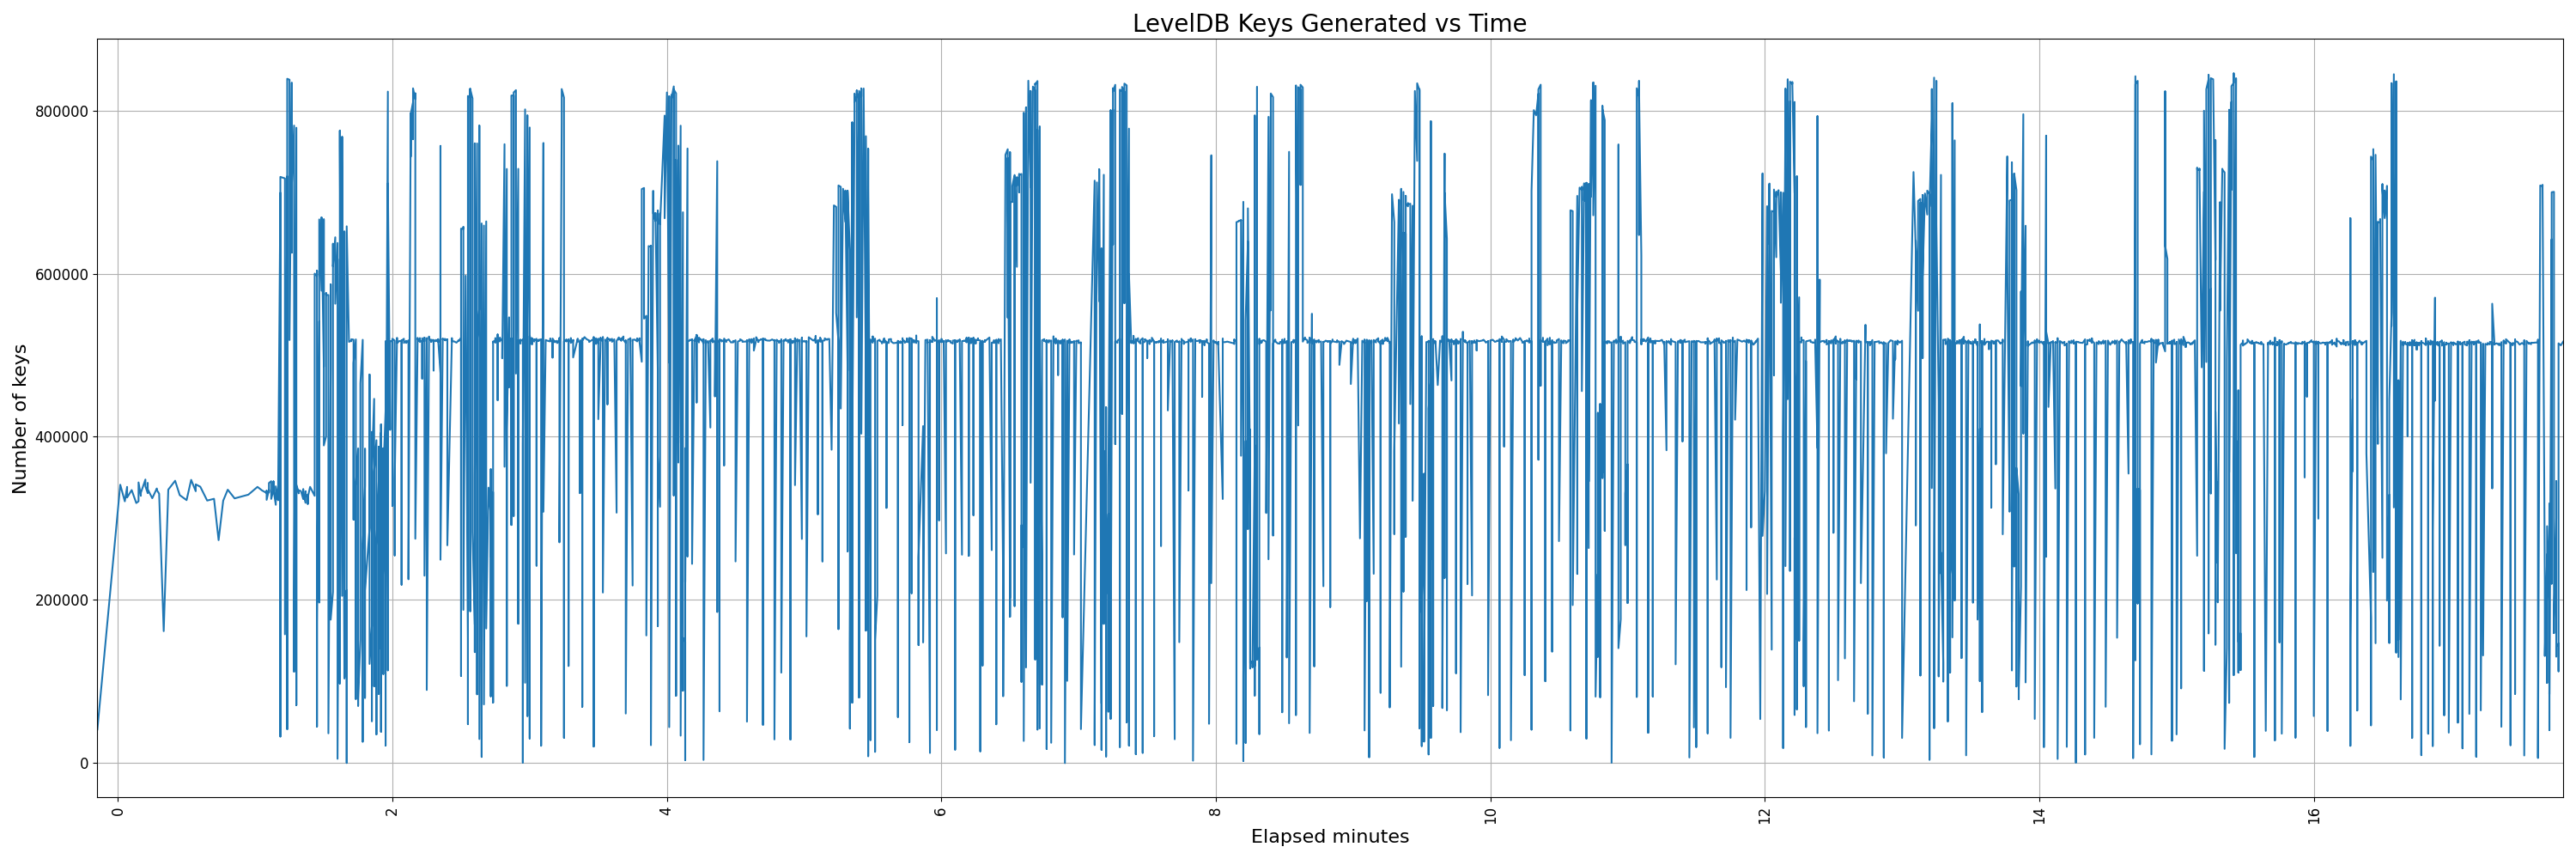 LevelDB Keys Generated vs Time
Number of keys
800000
600000
400000
200000
0
0 2 4 6 8 10 12 14 16
Elapsed minutes